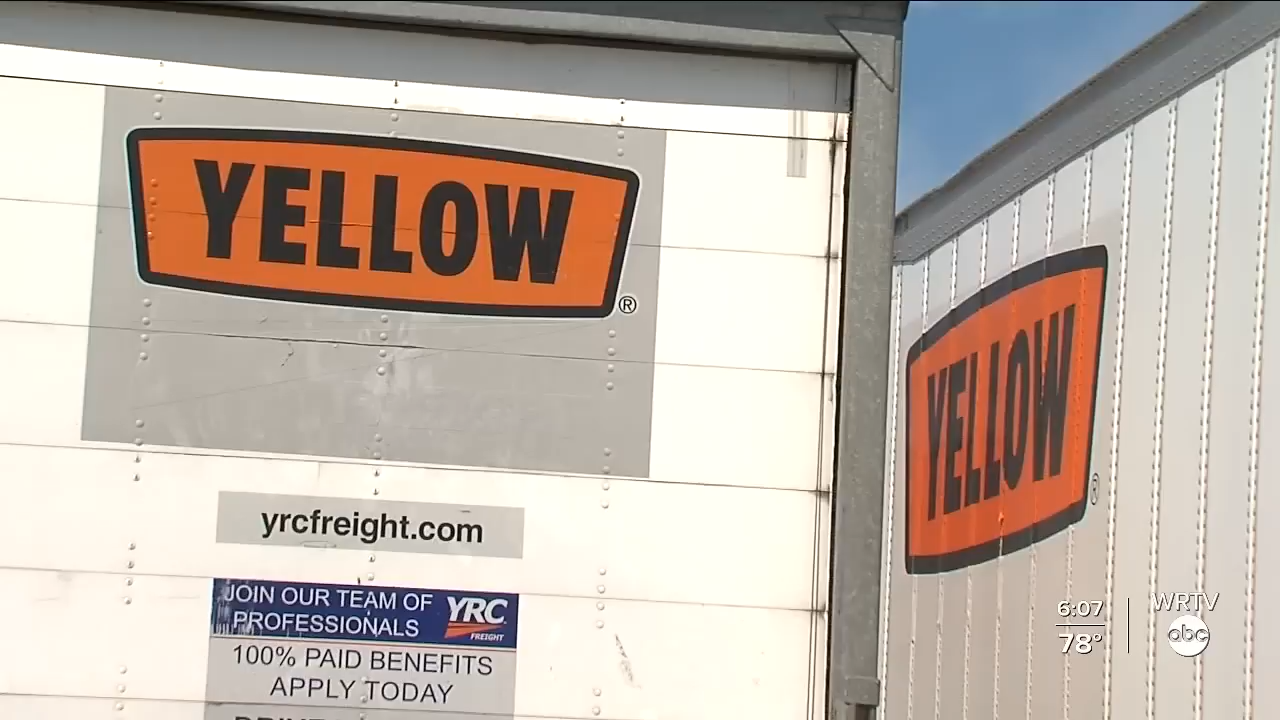 YELLOW
®
YELLOW
®
yrcfreight.com
JOIN OUR TEAM OF
PROFESSIONALS
YRC
FREIGHT
100% PAID BENEFITS
APPLY TODAY
6:07
78°
WRTV
abc